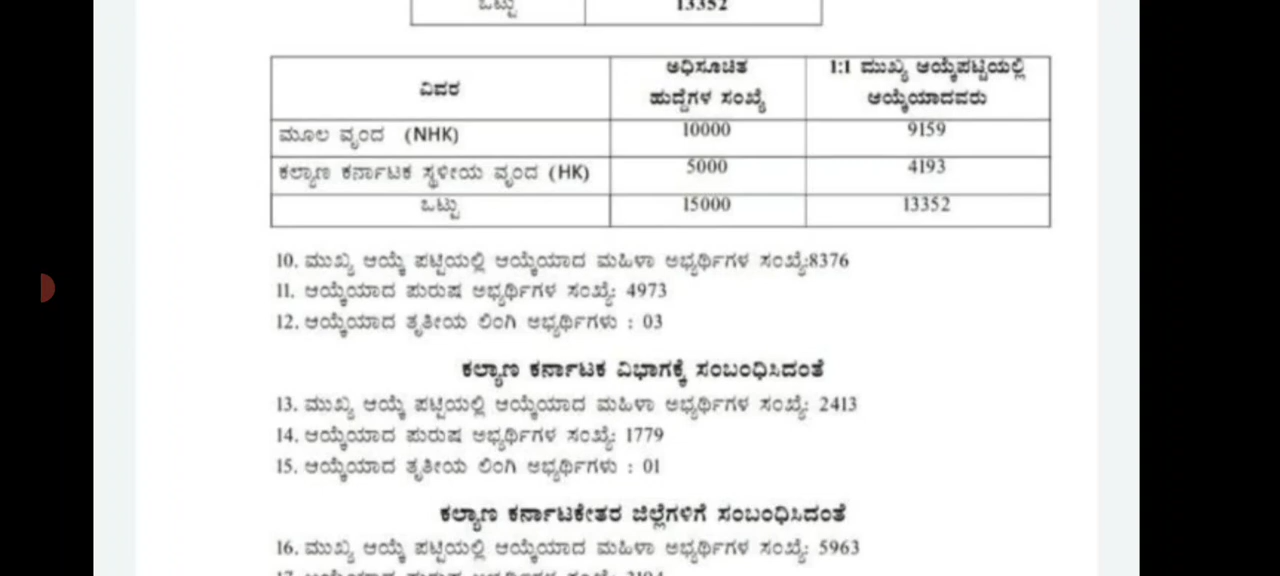 ಒಟ್ಟು 13352
ವಿವರ ಅಧಿಸೂಚಿತ ಹುದ್ದೆಗಳ ಸಂಖ್ಯೆ 1:1 ಮುಖ್ಯ ಆಯ್ಕೆಪಟ್ಟಿಯಲ್ಲಿ ಆಯ್ಕೆಯಾದವರು
ಮೂಲ ವೃಂದ (NHK) 10000 9159
ಕಲ್ಯಾಣ ಕರ್ನಾಟಕ ಸ್ಥಳೀಯ ವೃಂದ (HK) 5000 4193
ಒಟ್ಟು 15000 13352
10. ಮುಖ್ಯ ಆಯ್ಕೆ ಪಟ್ಟಿಯಲ್ಲಿ ಆಯ್ಕೆಯಾದ ಮಹಿಳಾ ಅಭ್ಯರ್ಥಿಗಳ ಸಂಖ್ಯೆ:8376
11. ಆಯ್ಕೆಯಾದ ಪುರುಷ ಅಭ್ಯರ್ಥಿಗಳ ಸಂಖ್ಯೆ: 4973
12. ಆಯ್ಕೆಯಾದ ತೃತೀಯ ಲಿಂಗಿ ಅಭ್ಯರ್ಥಿಗಳು : 03
ಕಲ್ಯಾಣ ಕರ್ನಾಟಕ ವಿಭಾಗಕ್ಕೆ ಸಂಬಂಧಿಸಿದಂತೆ
13. ಮುಖ್ಯ ಆಯ್ಕೆ ಪಟ್ಟಿಯಲ್ಲಿ ಆಯ್ಕೆಯಾದ ಮಹಿಳಾ ಅಭ್ಯರ್ಥಿಗಳ ಸಂಖ್ಯೆ: 2413
14. ಆಯ್ಕೆಯಾದ ಪುರುಷ ಅಭ್ಯರ್ಥಿಗಳ ಸಂಖ್ಯೆ: 1779
15. ಆಯ್ಕೆಯಾದ ತೃತೀಯ ಲಿಂಗಿ ಅಭ್ಯರ್ಥಿಗಳು : 01
ಕಲ್ಯಾಣ ಕರ್ನಾಟಕೇತರ ಜಿಲ್ಲೆಗಳಿಗೆ ಸಂಬಂಧಿಸಿದಂತೆ
16. ಮುಖ್ಯ ಆಯ್ಕೆ ಪಟ್ಟಿಯಲ್ಲಿ ಆಯ್ಕೆಯಾದ ಮಹಿಳಾ ಅಭ್ಯರ್ಥಿಗಳ ಸಂಖ್ಯೆ: 5963